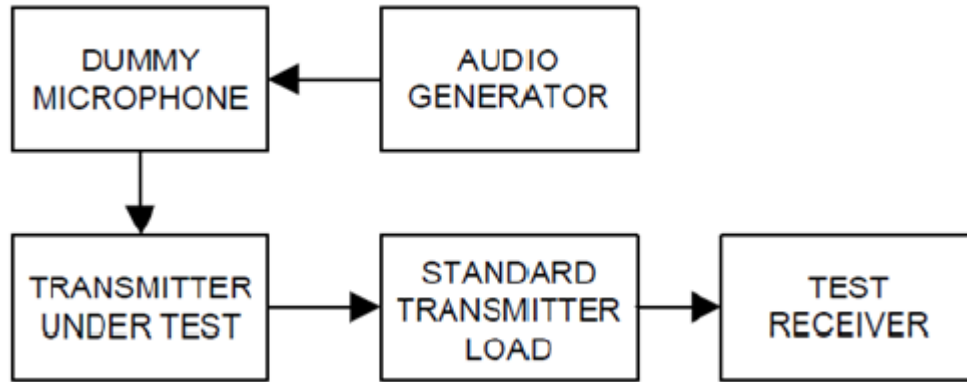 DUMMY
MICROPHONE
AUDIO
GENERATOR
TRANSMITTER
UNDER TEST
STANDARD
TRANSMITTER
LOAD
TEST
RECEIVER